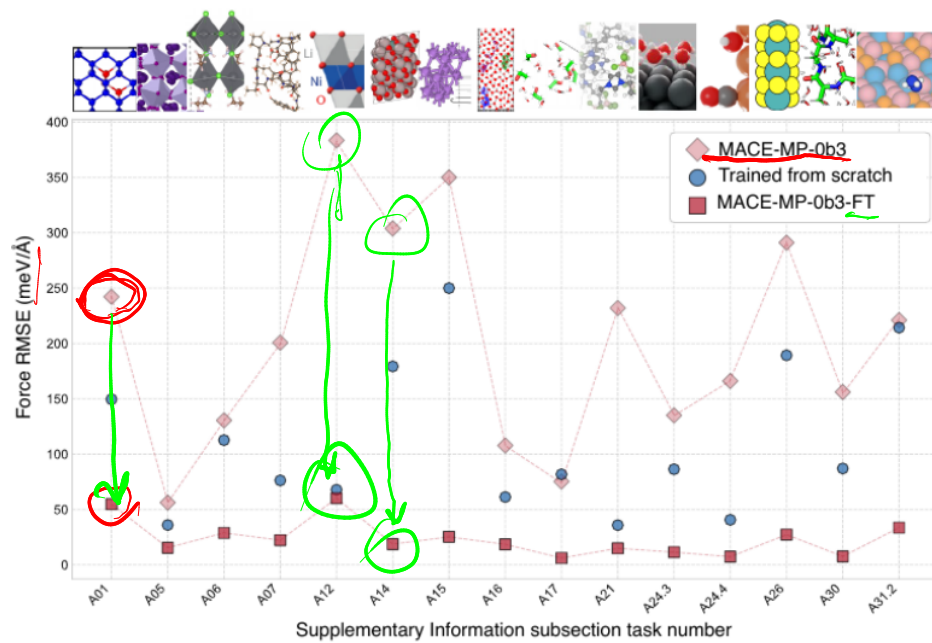 Li
Ni
O
400
350
300
250
200
150
100
50
0
Force RMSE (meV/Å)
MACE-MP-0b3
Trained from scratch
MACE-MP-0b3-FT
A01
A05
A06
A07
A12
A14
A15
A16
A17
A21
A24.3
A24.4
A26
A30
A31.2
Supplementary Information subsection task number